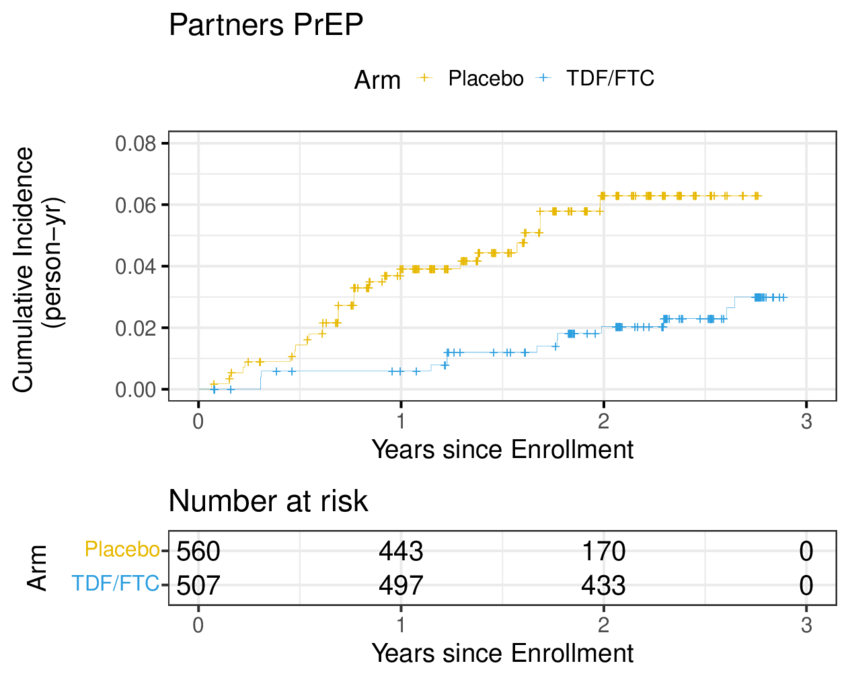 Partners PrEP
Arm Placebo TDF/FTC
Cumulative Incidence
(person−yr)
0.08
0.06
0.04
0.02
0.00
0 1 2 3
Years since Enrollment
Number at risk
Arm
Placebo 560 443 170 0
TDF/FTC 507 497 433 0
0 1 2 3
Years since Enrollment